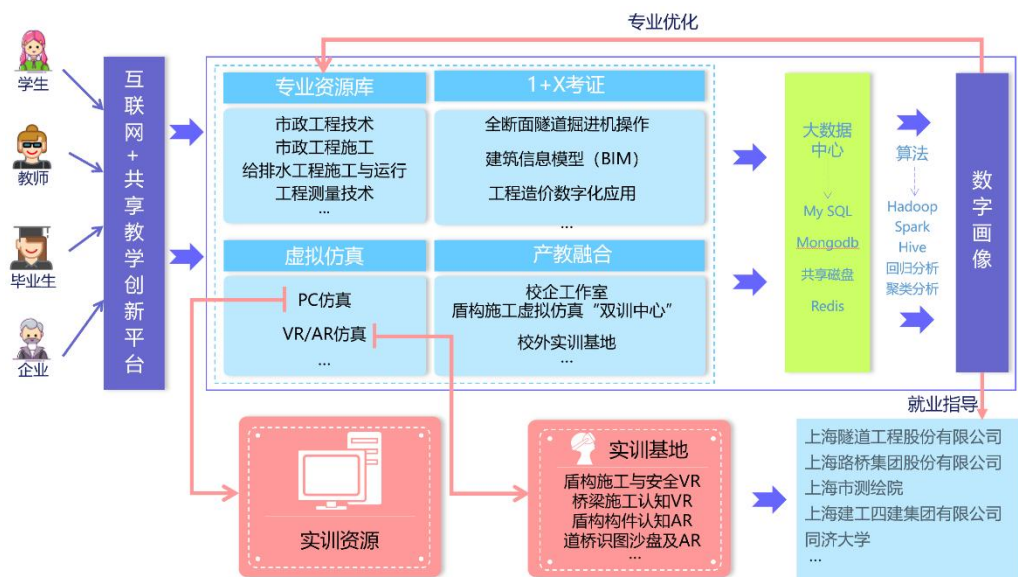 专业优化
学生
教师
毕业生
企业
互联网+共享教学创新平台
专业资源库
市政工程技术
市政工程施工
给排水工程施工与运行
工程测量技术
...
1+X考证
全断面隧道掘进机操作
建筑信息模型（BIM）
工程造价数字化应用
...
虚拟仿真
PC仿真
VR/AR仿真
...
产教融合
校企工作室
盾构施工虚拟仿真“双训中心”
校外实训基地
...
大数据
中心
My SQL
Mongodb
共享磁盘
Redis
算法
Hadoop
Spark
Hive
回归分析
聚类分析
数字画像
就业指导
实训资源
实训基地
盾构施工与安全VR
桥梁施工认知VR
盾构构件认知AR
道桥识图沙盘及AR
...
上海隧道工程股份有限公司
上海路桥集团股份有限公司
上海市测绘院
上海建工四建集团有限公司
同济大学
...